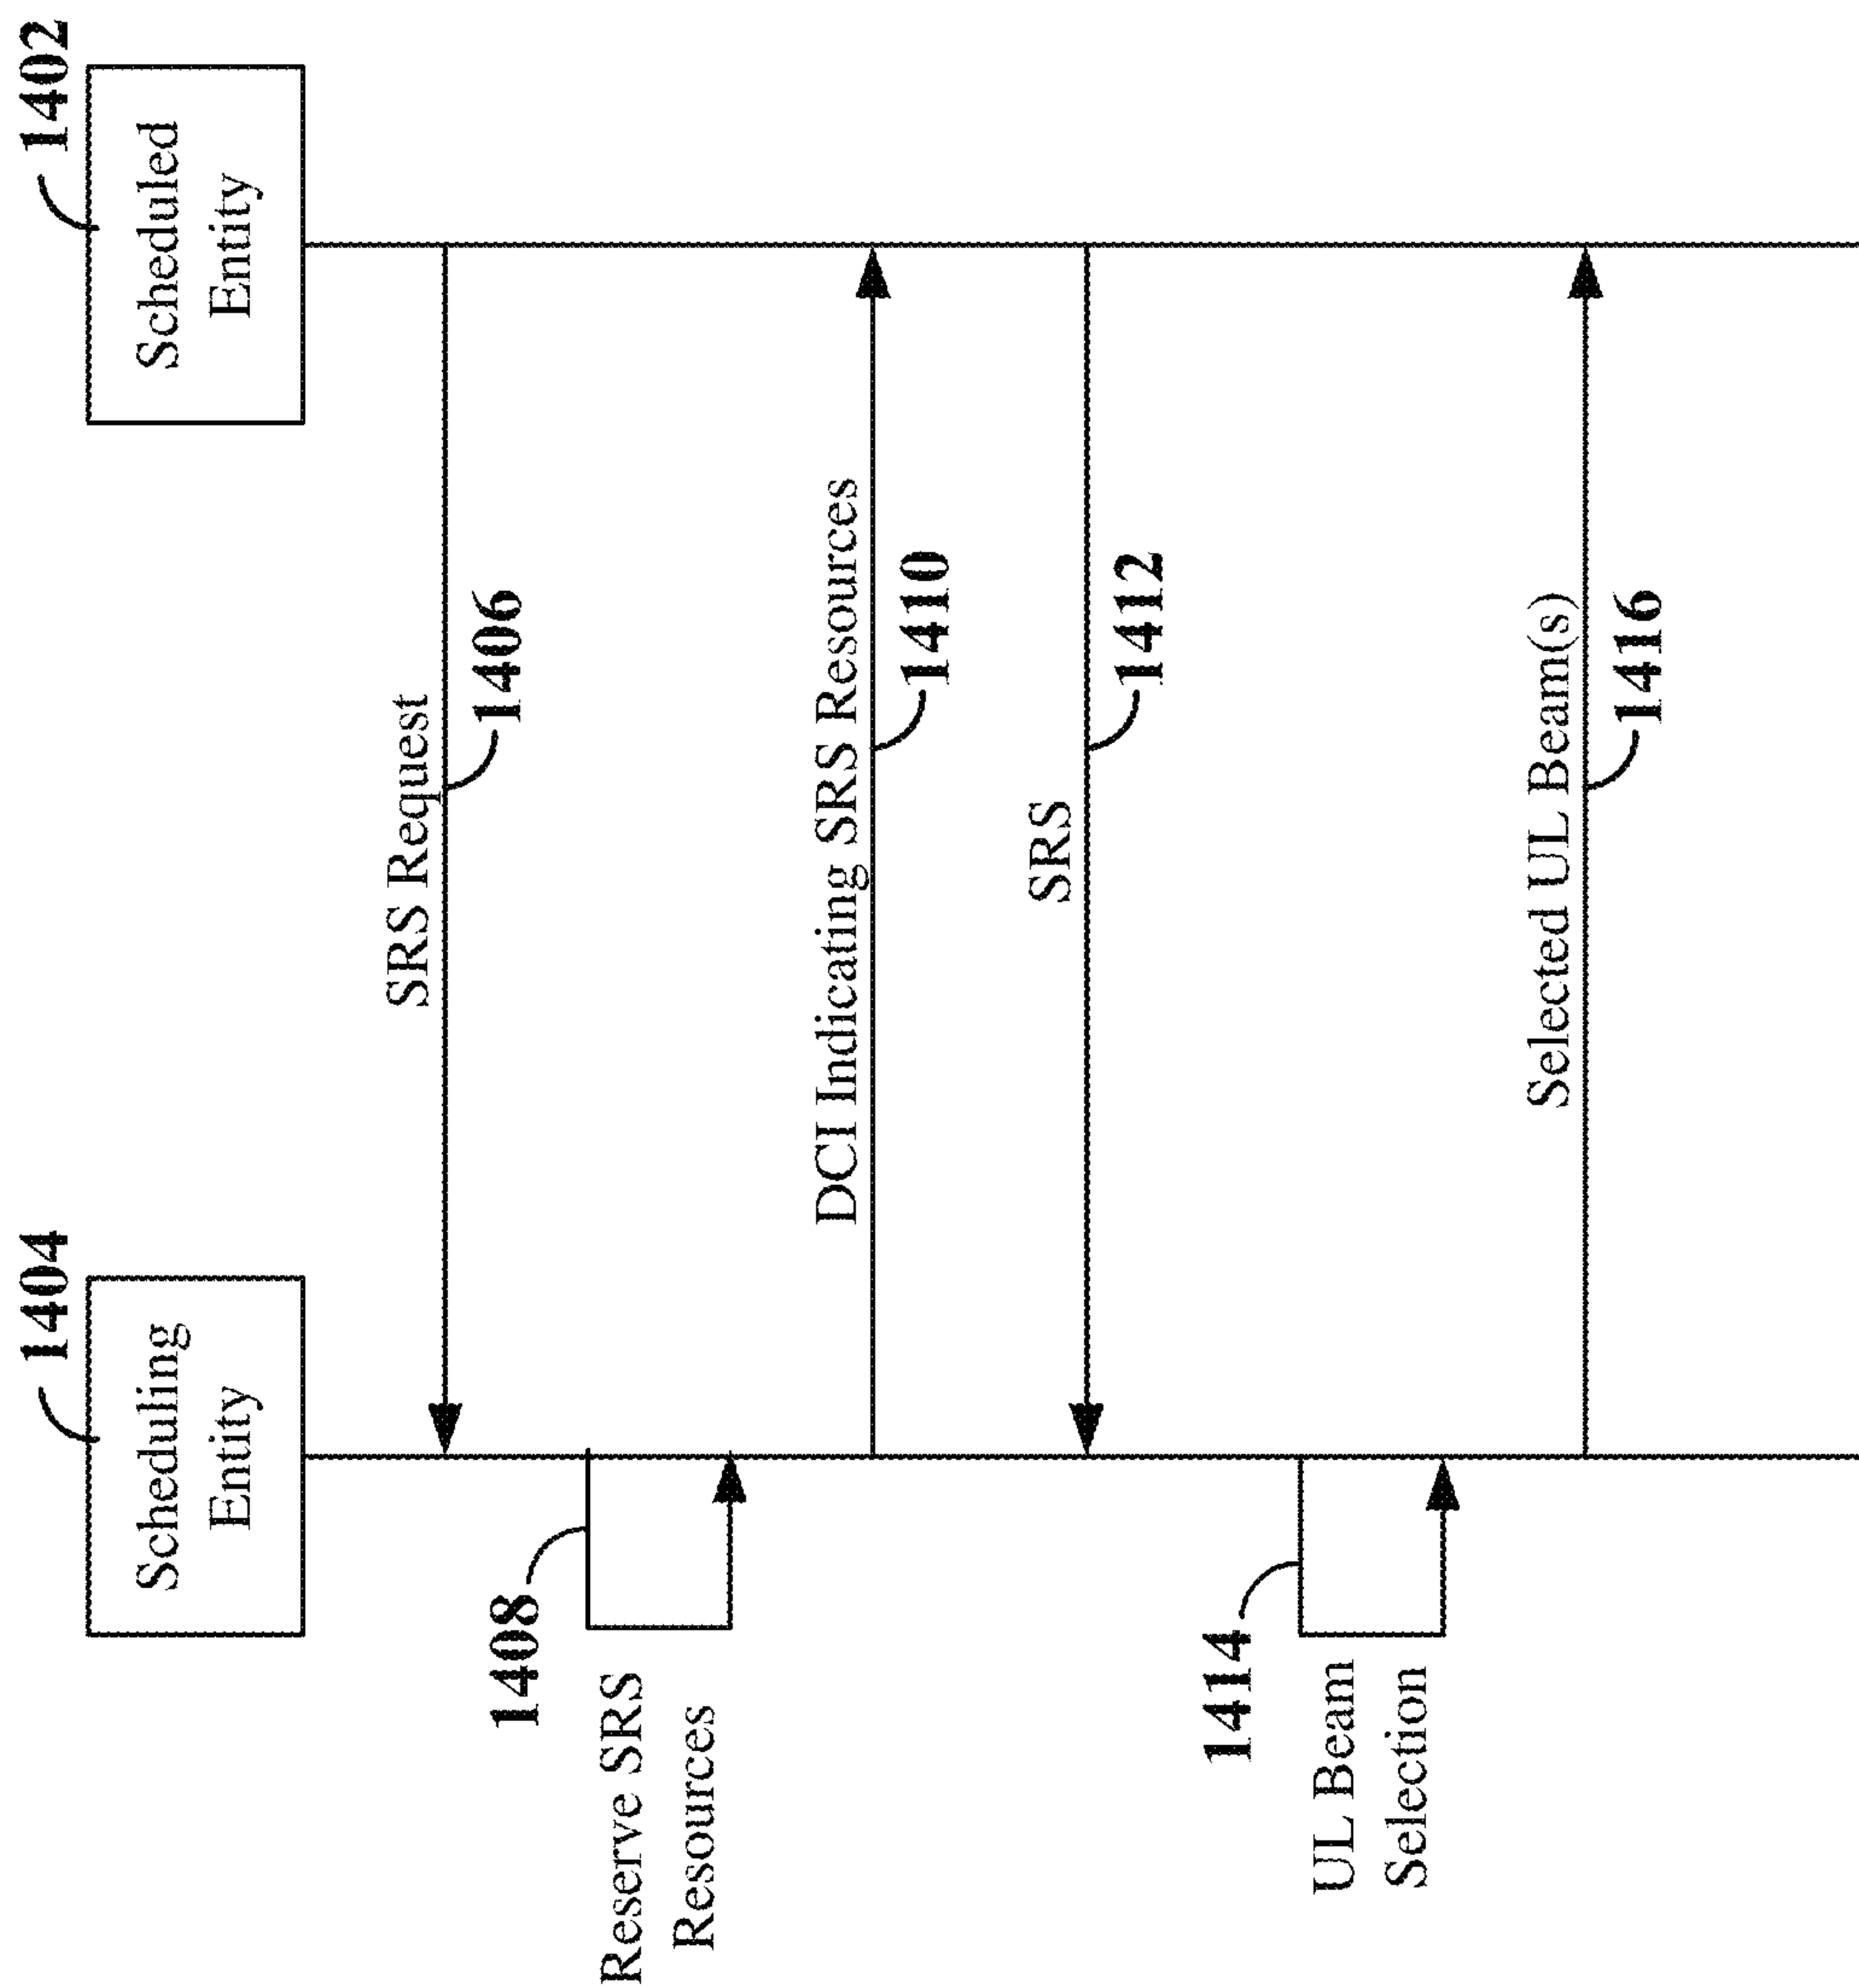 1404
Scheduling
Entity
1402
Scheduled
Entity
SRS Request
1406
1408
Reserve SRS
Resources
DCI Indicating SRS Resources
1410
SRS
1412
1414
UL Beam
Selection
Selected UL Beam(s)
1416